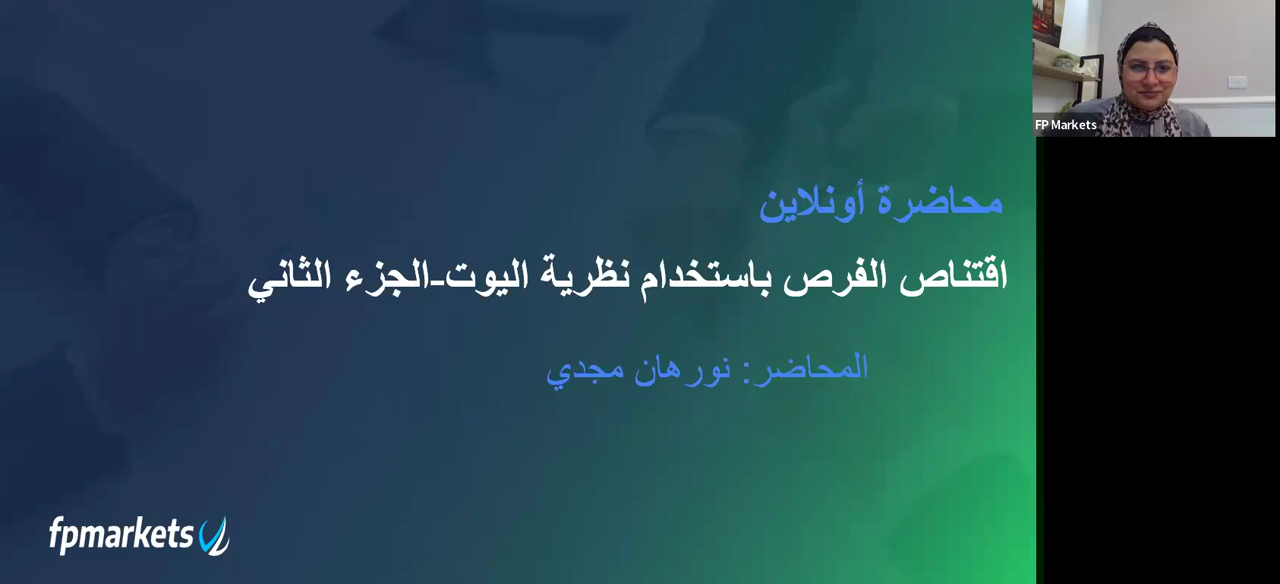 محاضرة أونلاين
اقتناص الفرص باستخدام نظرية اليوت-الجزء الثاني
المحاضر: نورهان مجدي
fpmarkets
FP Markets